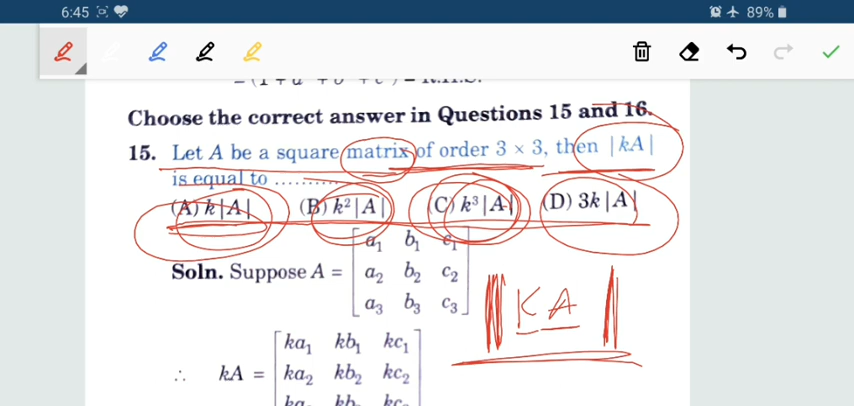 6:45 89%
Choose the correct answer in Questions 15 and 16.
15. Let A be a square matrix of order 3 × 3, then |kA|
is equal to ............
(A) k|A| (B) k²|A| (C) k³|A| (D) 3k|A|
Soln. Suppose A = [a₁ b₁ c₁
a₂ b₂ c₂
a₃ b₃ c₃]
|KA|
∴ kA = [ka₁ kb₁ kc₁
ka₂ kb₂ kc₂